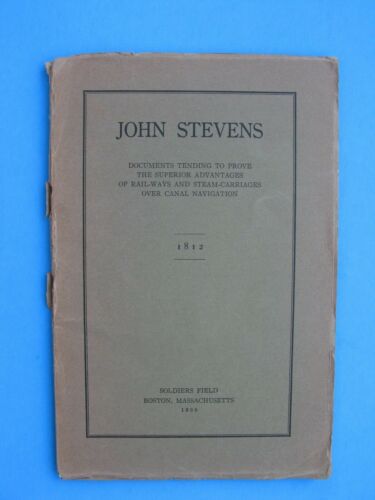 JOHN STEVENS
DOCUMENTS TENDING TO PROVE
THE SUPERIOR ADVANTAGES
OF RAIL-WAYS AND STEAM-CARRIAGES
OVER CANAL NAVIGATION
1812
SOLDIERS FIELD
BOSTON, MASSACHUSETTS